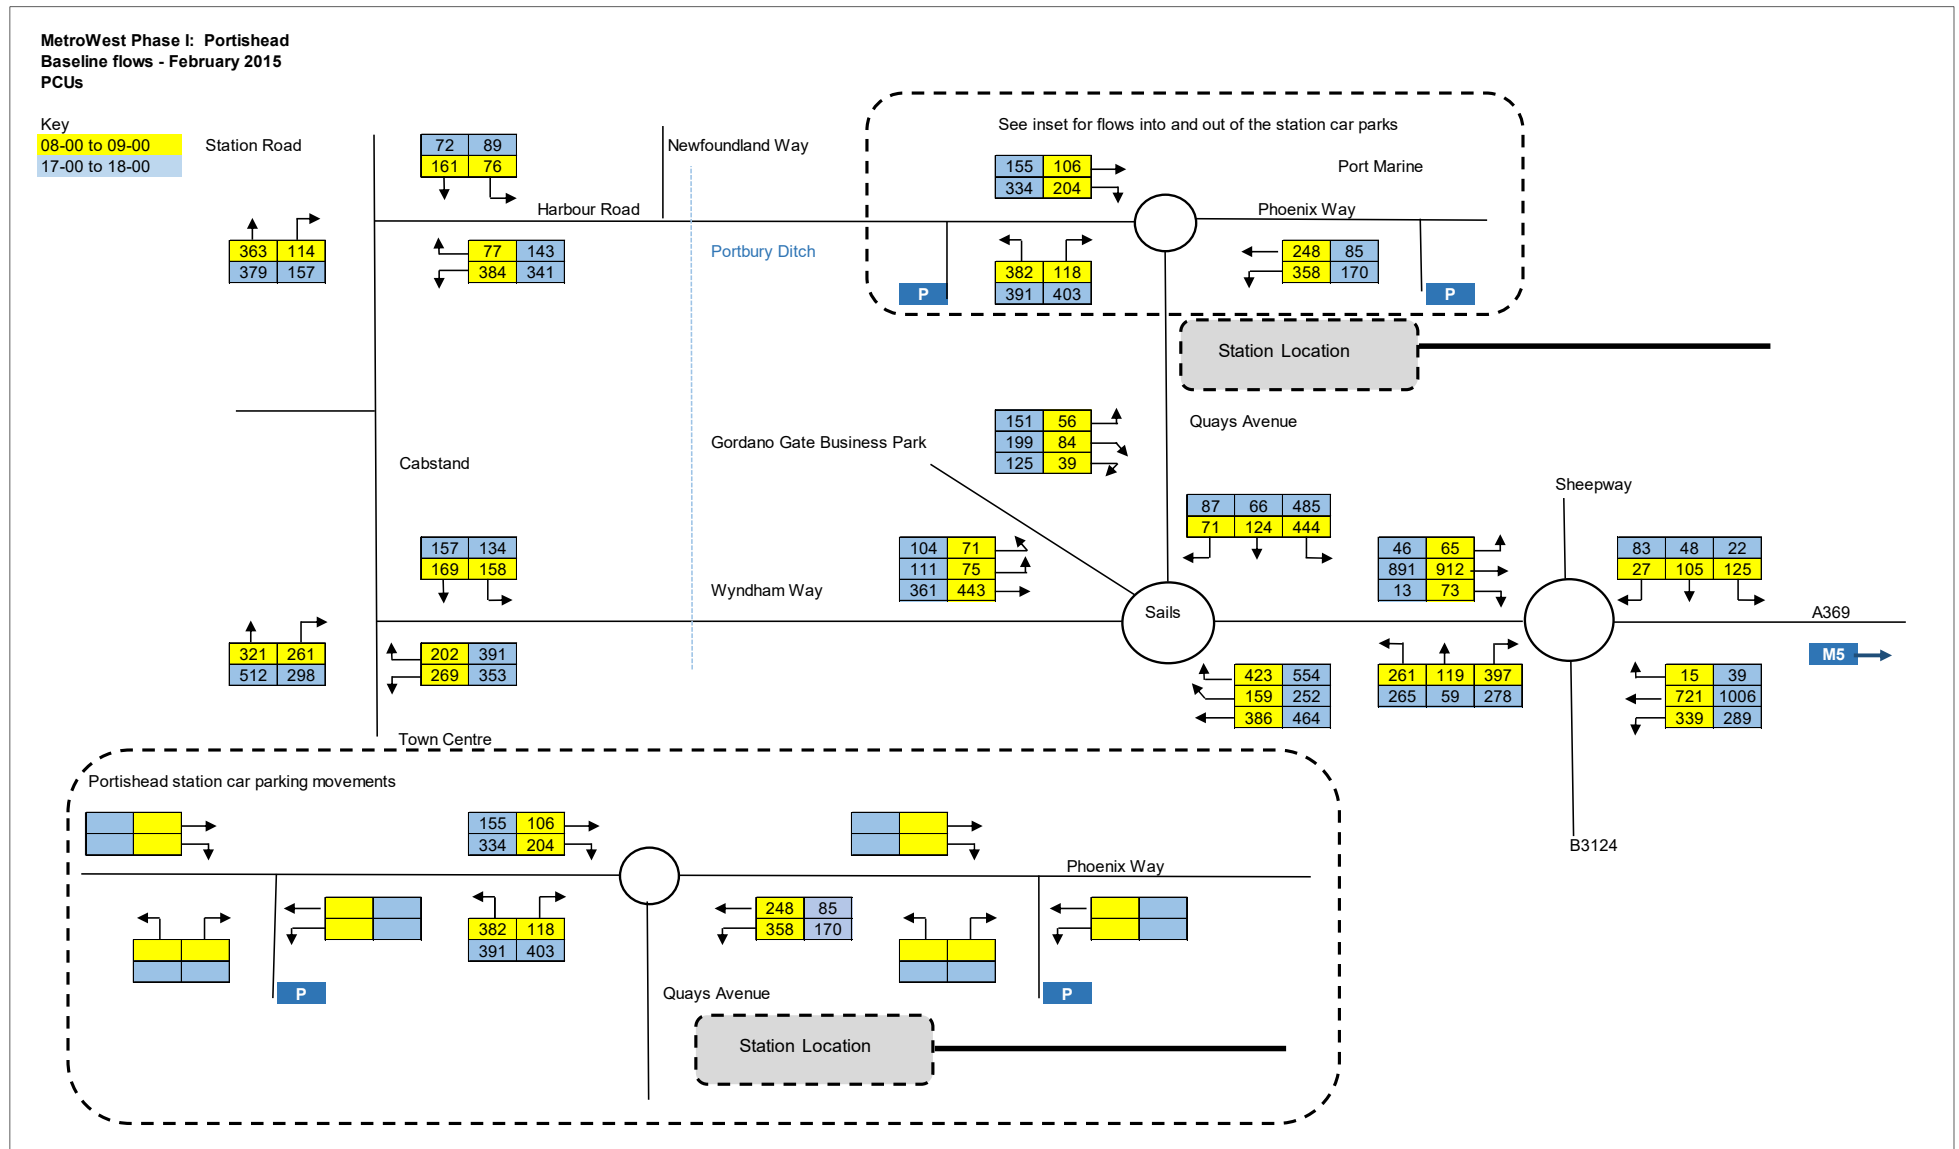 MetroWest Phase I: Portishead
Baseline flows - February 2015
PCUs
Key
08-00 to 09-00
17-00 to 18-00
Station Road
72 89
161 76
Newfoundland Way
See inset for flows into and out of the station car parks
155 106
334 204
Port Marine
Harbour Road
Phoenix Way
363 114
379 157
77 143
384 341
Portbury Ditch
382 118
391 403
248 85
358 170
P
P
Station Location
151 56
199 84
125 39
Quays Avenue
Gordano Gate Business Park
Cabstand
Sheepway
87 66 485
71 124 444
157 134
169 158
104 71
111 75
361 443
46 65
891 912
13 73
83 48 22
27 105 125
Wyndham Way
Sails
A369
M5
321 261
512 298
202 391
269 353
423 554
159 252
386 464
261 119 397
265 59 278
15 39
721 1006
339 289
Town Centre
B3124
Portishead station car parking movements
155 106
334 204
Phoenix Way
382 118
391 403
248 85
358 170
P
Quays Avenue
P
Station Location